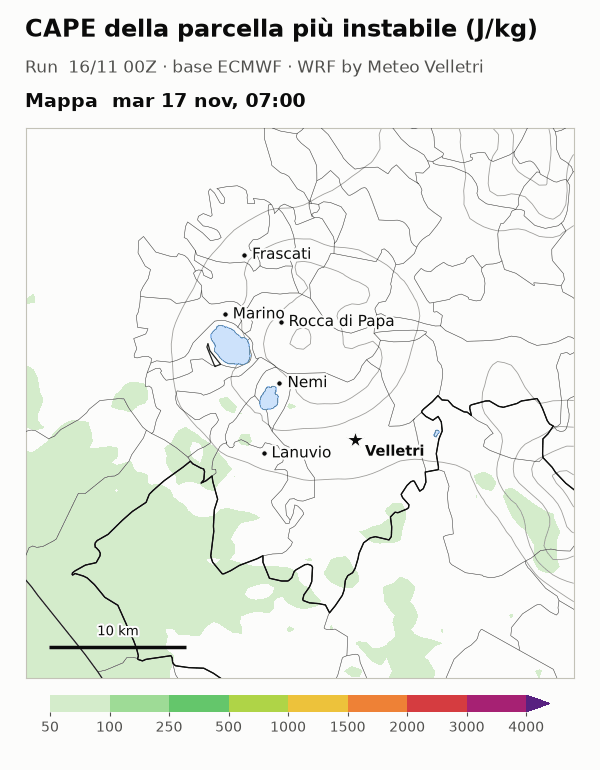 CAPE della parcella più instabile (J/kg)
Run  16/11 00Z · base ECMWF · WRF by Meteo Velletri
Mappa  mar 17 nov, 07:00
Frascati
Marino
Rocca di Papa
Nemi
Velletri
Lanuvio
10 km
50 100 250 500 1000 1500 2000 3000 4000